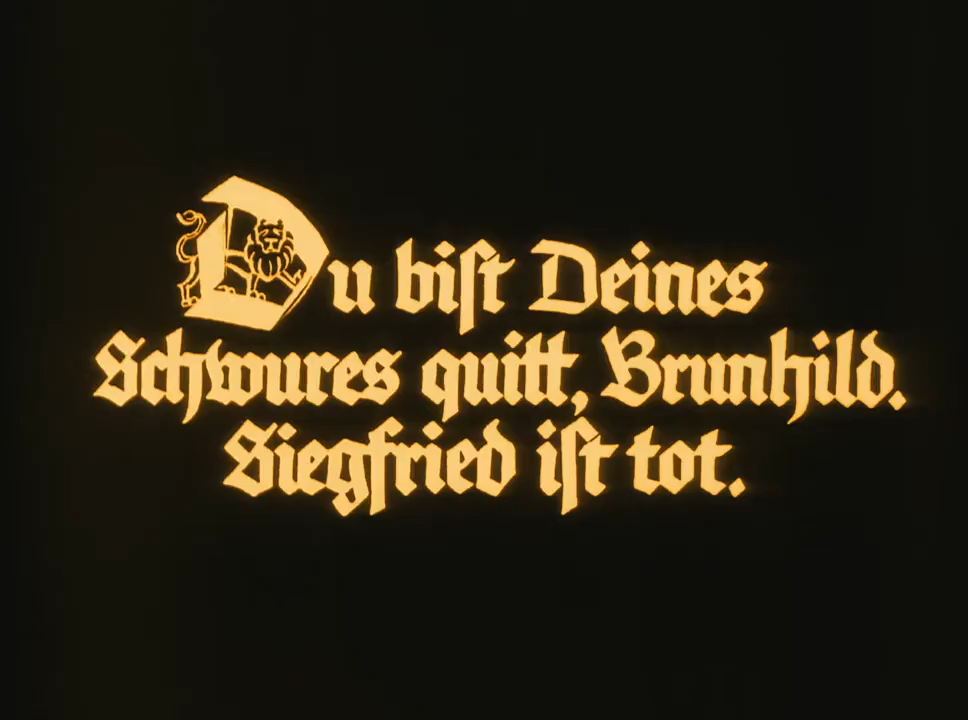 Du biſt Deines
Schwures quitt, Brunhild.
Siegfried iſt tot.